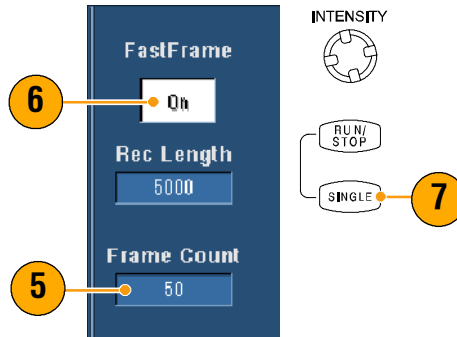 FastFrame
6
On
Rec Length
5000
Frame Count
5
50
INTENSITY
RUN/
STOP
SINGLE
7